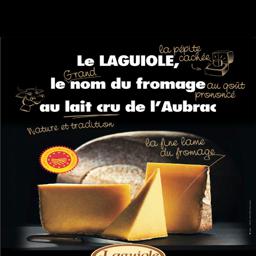 la pépite
cachée
Le LAGUIOLE,
Grand
le nom du fromage
au goût
prononcé
au lait cru de l'Aubrac
Nature et tradition
la fine lame
du fromage
Laguiole